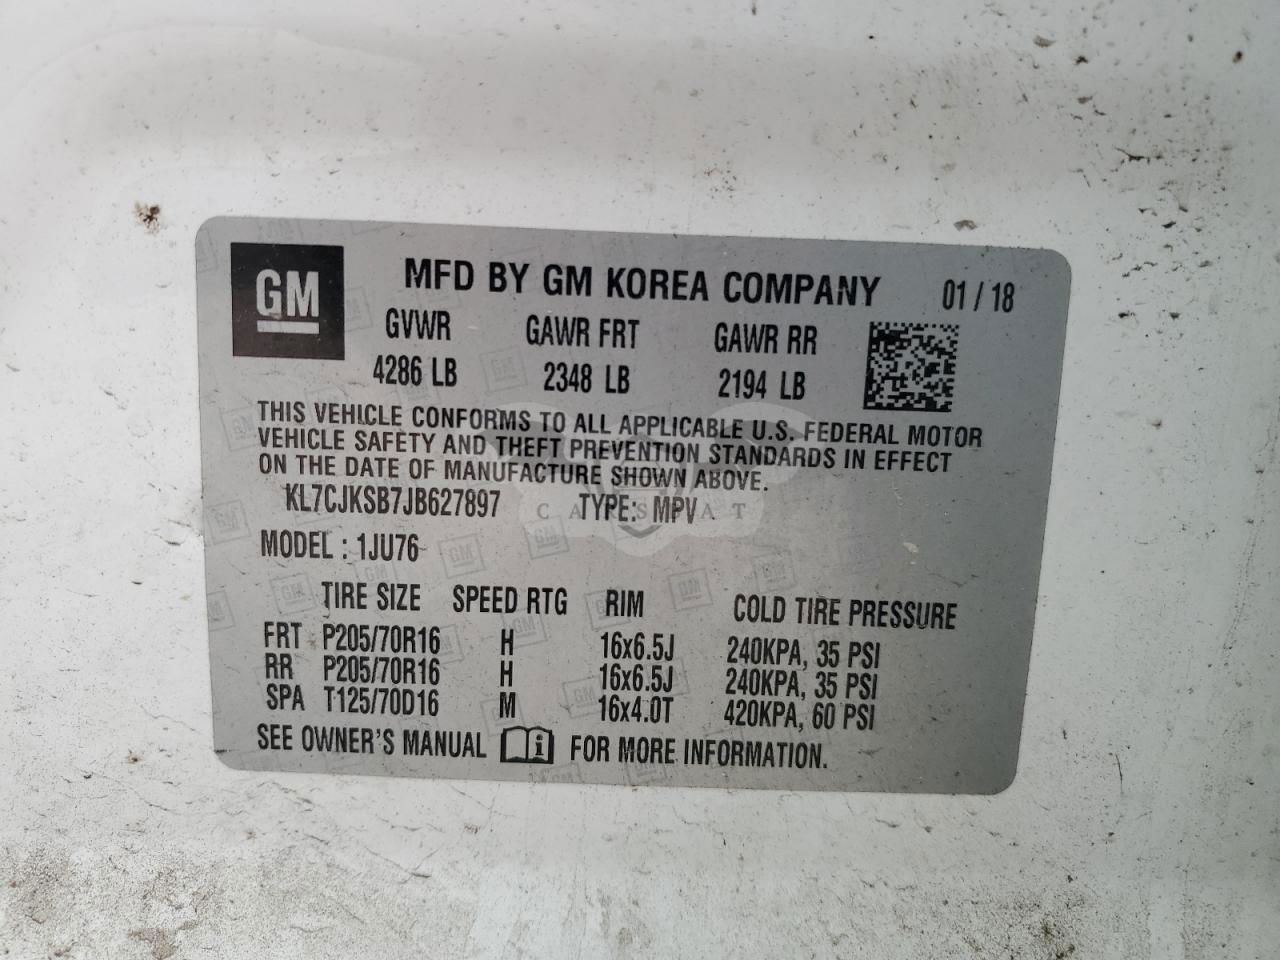 GM
MFD BY GM KOREA COMPANY 01 / 18
GVWR GAWR FRT GAWR RR
4286 LB 2348 LB 2194 LB
THIS VEHICLE CONFORMS TO ALL APPLICABLE U.S. FEDERAL MOTOR
VEHICLE SAFETY AND THEFT PREVENTION STANDARDS IN EFFECT
ON THE DATE OF MANUFACTURE SHOWN ABOVE.
KL7CJKSB7JB627897 TYPE: MPV
MODEL : 1JU76
TIRE SIZE SPEED RTG RIM COLD TIRE PRESSURE
FRT P205/70R16 H 16x6.5J 240KPA, 35 PSI
RR P205/70R16 H 16x6.5J 240KPA, 35 PSI
SPA T125/70D16 M 16x4.0T 420KPA, 60 PSI
SEE OWNER'S MANUAL i FOR MORE INFORMATION.